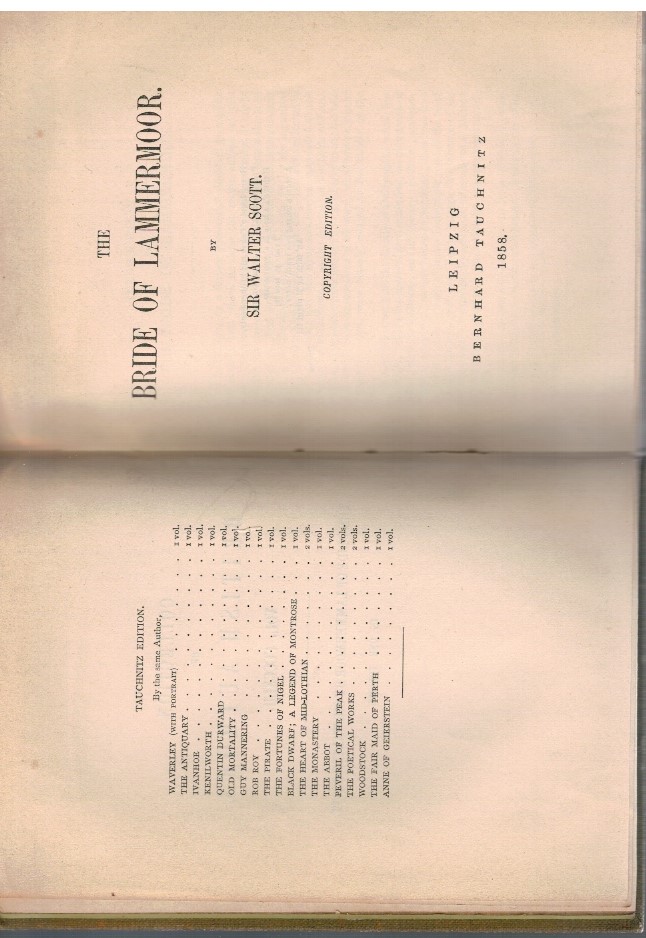 TAUCHNITZ EDITION.
By the same Author,
WAVERLEY (WITH PORTRAIT) . . . . . . . . 1 vol.
THE ANTIQUARY . . . . . . . . . . 1 vol.
IVANHOE . . . . . . . . . . . . 1 vol.
KENILWORTH . . . . . . . . . . . 1 vol.
QUENTIN DURWARD . . . . . . . . . 1 vol.
OLD MORTALITY . . . . . . . . . . 1 vol.
GUY MANNERING . . . . . . . . . . 1 vol.
ROB ROY . . . . . . . . . . . . 1 vol.
THE PIRATE . . . . . . . . . . . 1 vol.
THE FORTUNES OF NIGEL . . . . . . . 1 vol.
BLACK DWARF; A LEGEND OF MONTROSE . . . 1 vol.
THE HEART OF MID-LOTHIAN . . . . . . 2 vols.
THE MONASTERY . . . . . . . . . . 1 vol.
THE ABBOT . . . . . . . . . . . 1 vol.
PEVERIL OF THE PEAK . . . . . . . . 2 vols.
THE POETICAL WORKS . . . . . . . . 2 vols.
WOODSTOCK . . . . . . . . . . . 1 vol.
THE FAIR MAID OF PERTH . . . . . . . 1 vol.
ANNE OF GEIERSTEIN . . . . . . . . 1 vol.
THE
BRIDE OF LAMMERMOOR.
BY
SIR WALTER SCOTT.
COPYRIGHT EDITION.
LEIPZIG
BERNHARD TAUCHNITZ
1858.